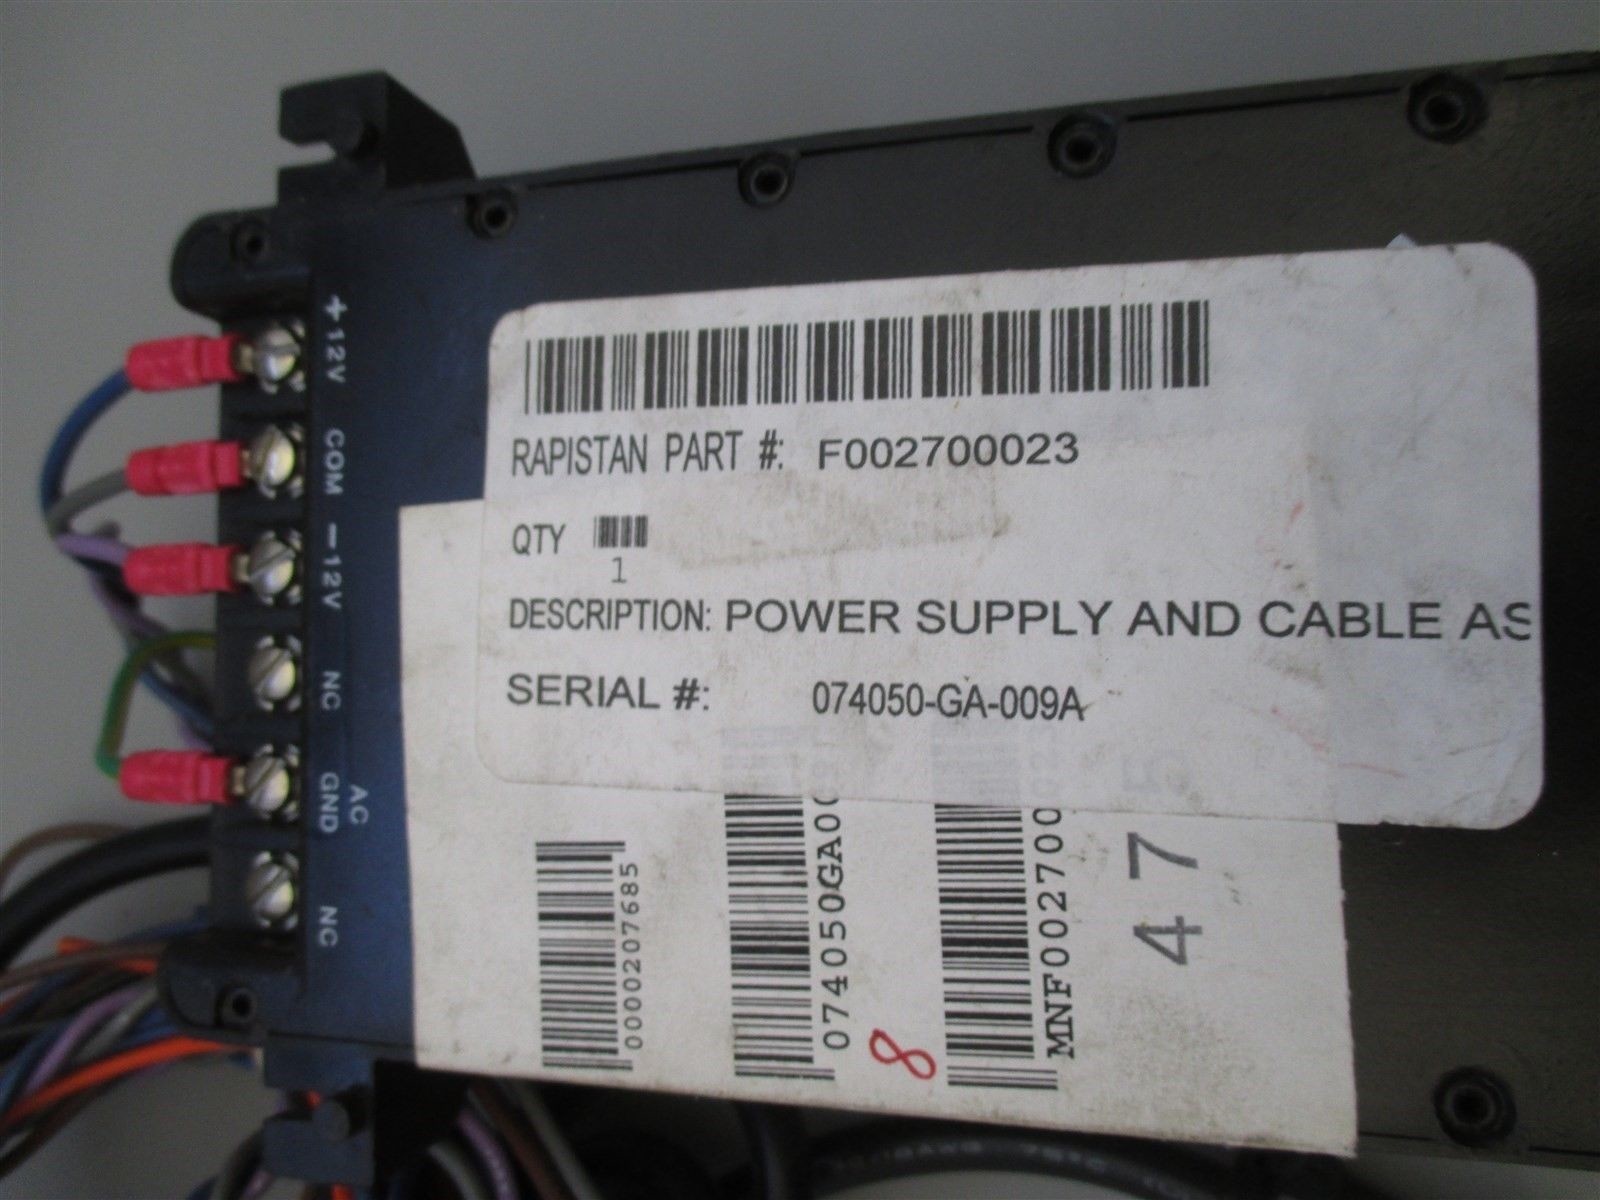 +12V
COM
-12V
NC
AC
GND
NC
RAPISTAN PART #: F002700023
QTY
1
DESCRIPTION: POWER SUPPLY AND CABLE AS
SERIAL #: 074050-GA-009A
0000207685
074050GA00
MNF002700
47
8